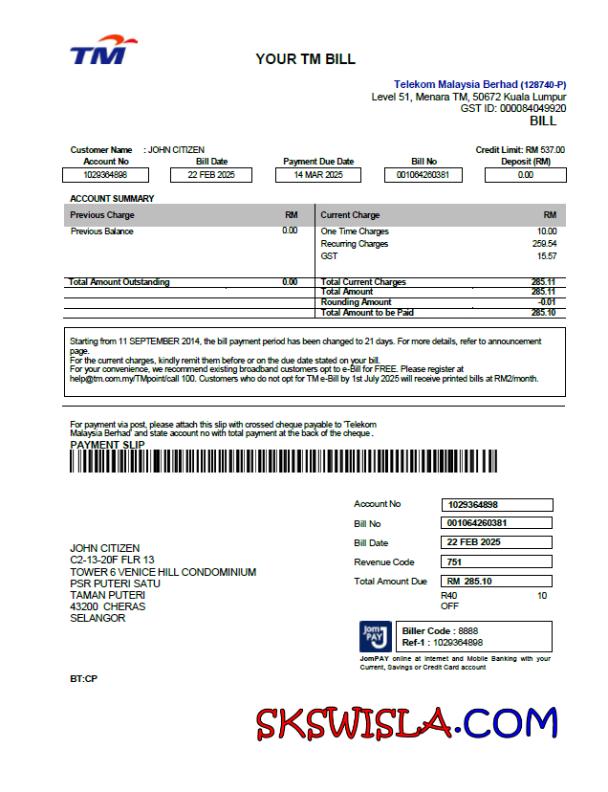 TM
YOUR TM BILL
Telekom Malaysia Berhad (128740-P)
Level 51, Menara TM, 50672 Kuala Lumpur
GST ID: 000084049920
BILL
Customer Name : JOHN CITIZEN Credit Limit: RM 537.00
Account No Bill Date Payment Due Date Bill No Deposit (RM)
1029364898 22 FEB 2025 14 MAR 2025 001064260381 0.00
ACCOUNT SUMMARY
Previous Charge RM Current Charge RM
Previous Balance 0.00 One Time Charges 10.00
Recurring Charges 259.54
GST 15.57
Total Amount Outstanding 0.00 Total Current Charges 285.11
Total Amount 285.11
Rounding Amount -0.01
Total Amount to be Paid 285.10
Starting from 11 SEPTEMBER 2014, the bill payment period has been changed to 21 days. For more details, refer to announcement
page.
For the current charges, kindly remit them before or on the due date stated on your bill.
For your convenience, we recommend existing broadband customers opt to e-Bill for FREE. Please register at
help@tm.com.my/TMpoint/call 100. Customers who do not opt for TM e-Bill by 1st July 2025 will receive printed bills at RM2/month.
For payment via post, please attach this slip with crossed cheque payable to 'Telekom
Malaysia Berhad' and state account no with total payment at the back of the cheque .
PAYMENT SLIP
Account No 1029364898
Bill No 001064260381
Bill Date 22 FEB 2025
Revenue Code 751
Total Amount Due RM 285.10
R40 10
OFF
JOHN CITIZEN
C2-13-20F FLR 13
TOWER 6 VENICE HILL CONDOMINIUM
PSR PUTERI SATU
TAMAN PUTERI
43200 CHERAS
SELANGOR
Jom
PAY
Biller Code : 8888
Ref-1 : 1029364898
JomPAY online at Internet and Mobile Banking with your
Current, Savings or Credit Card account
BT:CP
SKSWISLA.COM